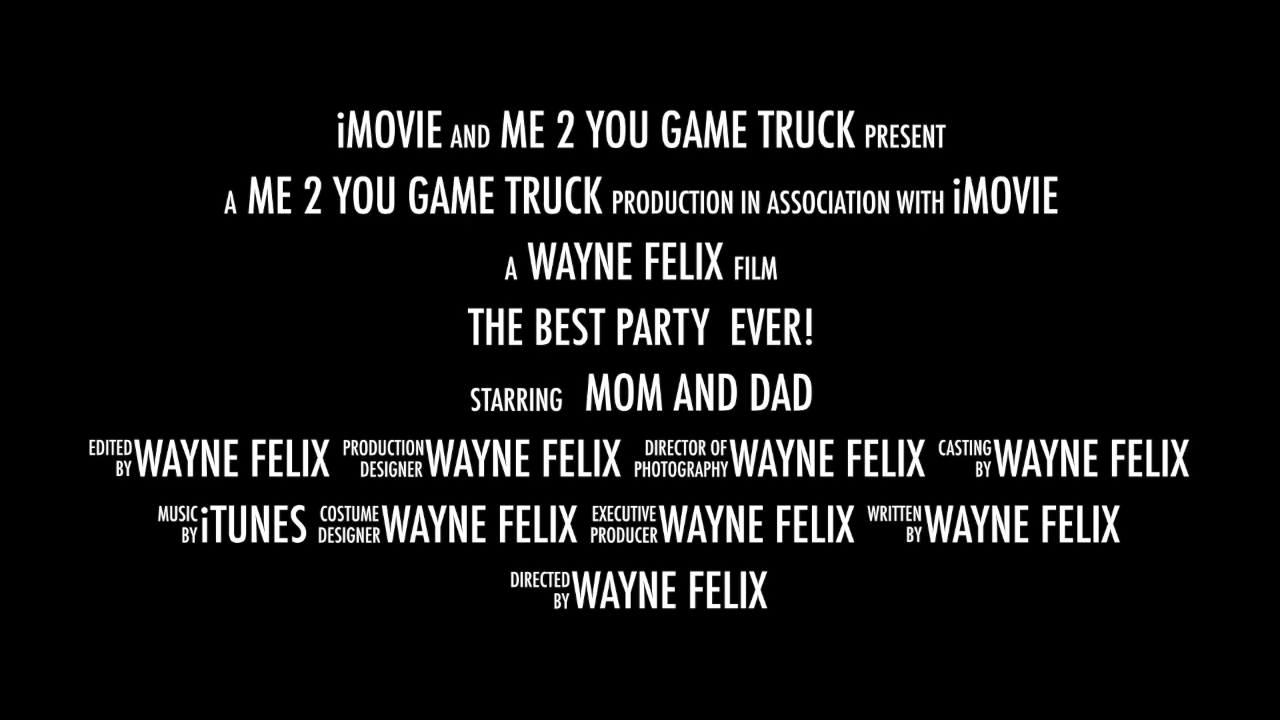 iMOVIE AND ME 2 YOU GAME TRUCK PRESENT
A ME 2 YOU GAME TRUCK PRODUCTION IN ASSOCIATION WITH iMOVIE
A WAYNE FELIX FILM
THE BEST PARTY EVER!
STARRING MOM AND DAD
EDITED BY WAYNE FELIX PRODUCTION DESIGNER WAYNE FELIX DIRECTOR OF PHOTOGRAPHY WAYNE FELIX CASTING BY WAYNE FELIX
MUSIC BY iTUNES COSTUME DESIGNER WAYNE FELIX EXECUTIVE PRODUCER WAYNE FELIX WRITTEN BY WAYNE FELIX
DIRECTED BY WAYNE FELIX